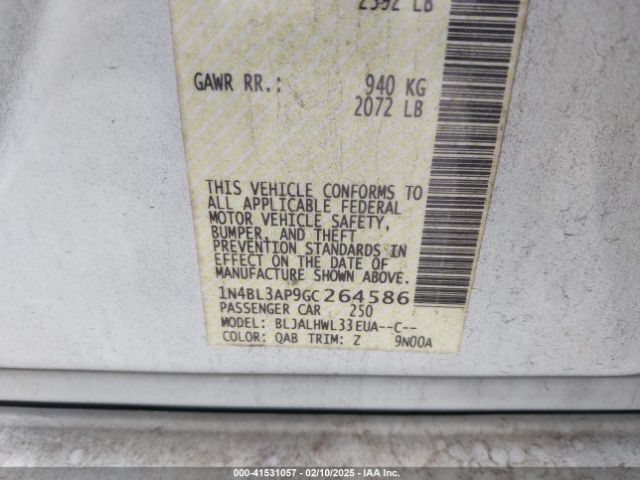 2592 LB
GAWR RR.: 940 KG
2072 LB
THIS VEHICLE CONFORMS TO
ALL APPLICABLE FEDERAL
MOTOR VEHICLE SAFETY,
BUMPER, AND THEFT
PREVENTION STANDARDS IN
EFFECT ON THE DATE OF
MANUFACTURE SHOWN ABOVE.
1N4BL3AP9GC264586
PASSENGER CAR 250
MODEL: BLJALHWL33EUA--C--
COLOR: QAB TRIM: Z 9N00A
000-41531057 — 02/10/2025 — IAA Inc.